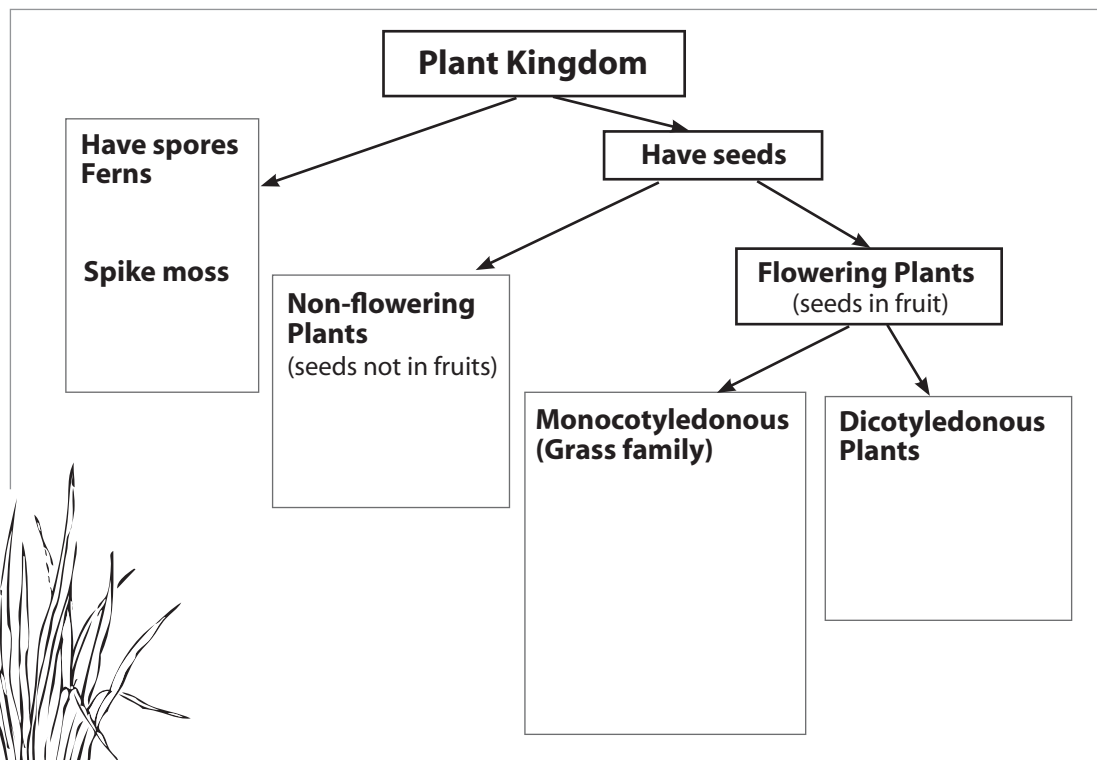 Plant Kingdom
Have spores
Ferns
Spike moss
Have seeds
Non-flowering
Plants
(seeds not in fruits)
Flowering Plants
(seeds in fruit)
Monocotyledonous
(Grass family)
Dicotyledonous
Plants